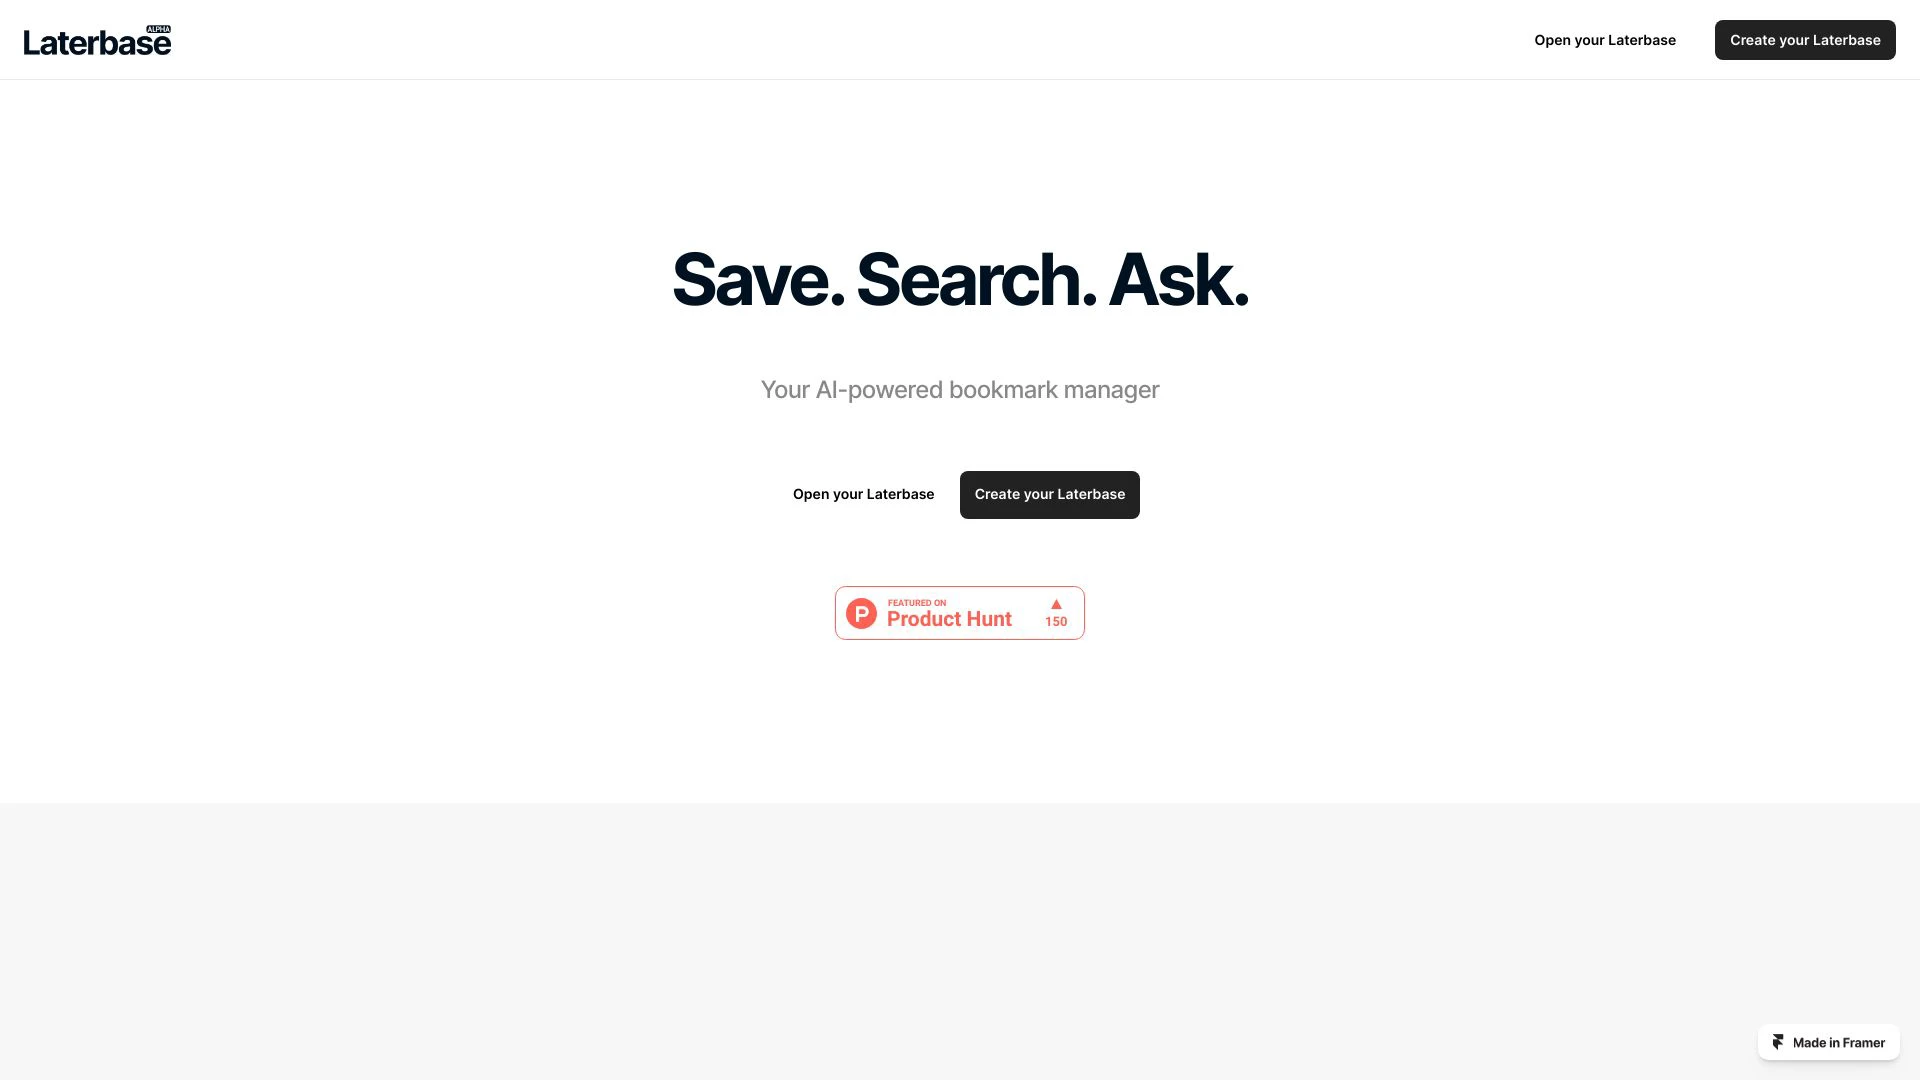 Laterbase
ALPHA
Open your Laterbase
Create your Laterbase
Save. Search. Ask.
Your AI-powered bookmark manager
Open your Laterbase
Create your Laterbase
P
FEATURED ON
Product Hunt
150
Made in Framer